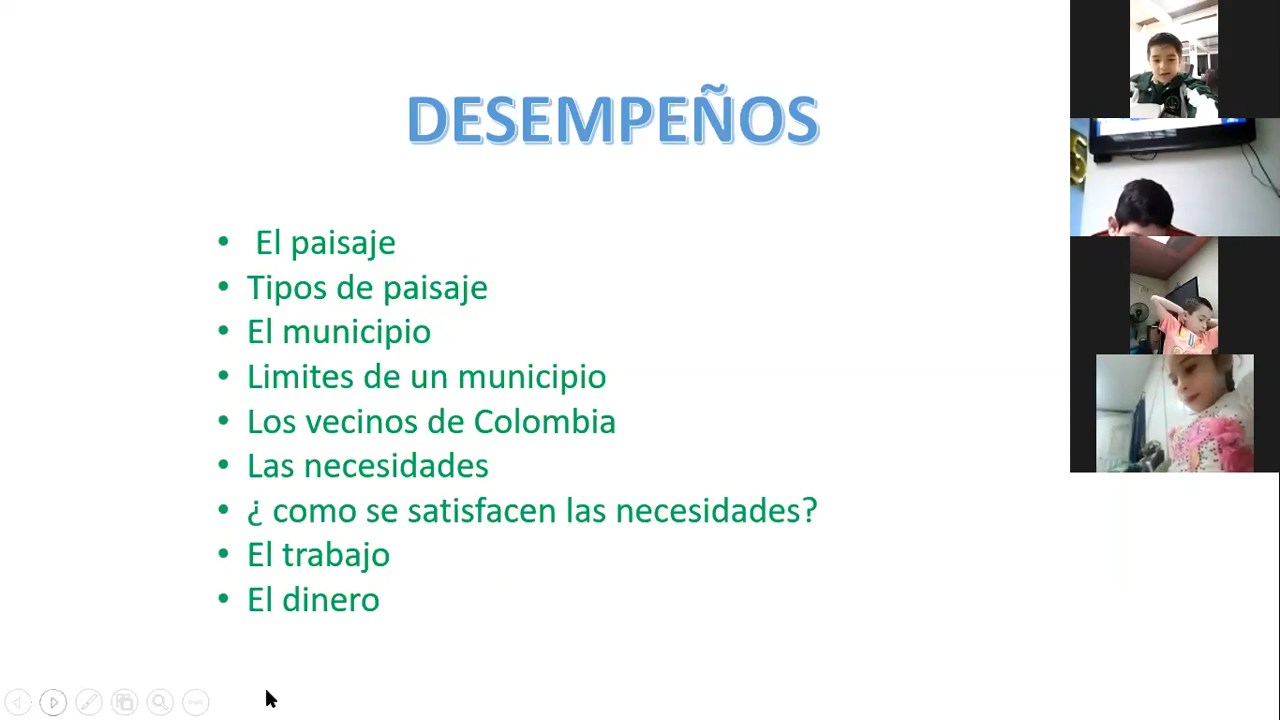 DESEMPEÑOS
• El paisaje
• Tipos de paisaje
• El municipio
• Limites de un municipio
• Los vecinos de Colombia
• Las necesidades
• ¿ como se satisfacen las necesidades?
• El trabajo
• El dinero